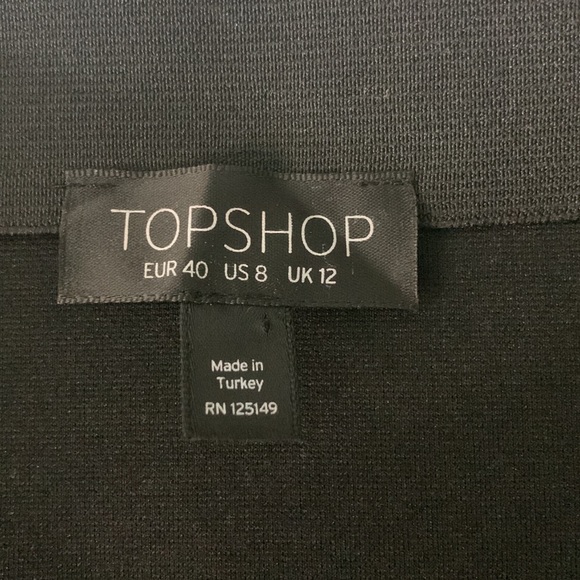 TOPSHOP
EUR 40 US 8 UK 12
Made in
Turkey
RN 125149